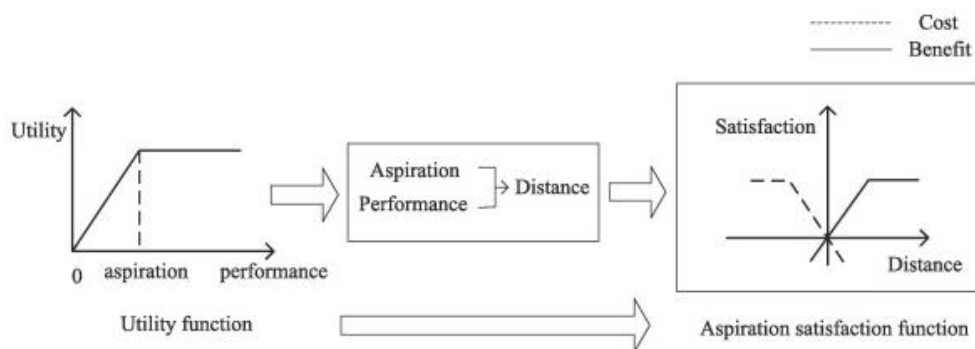 Cost
Benefit
Utility
0
aspiration
performance
Utility function
Aspiration
Performance
Distance
Satisfaction
Distance
Aspiration satisfaction function